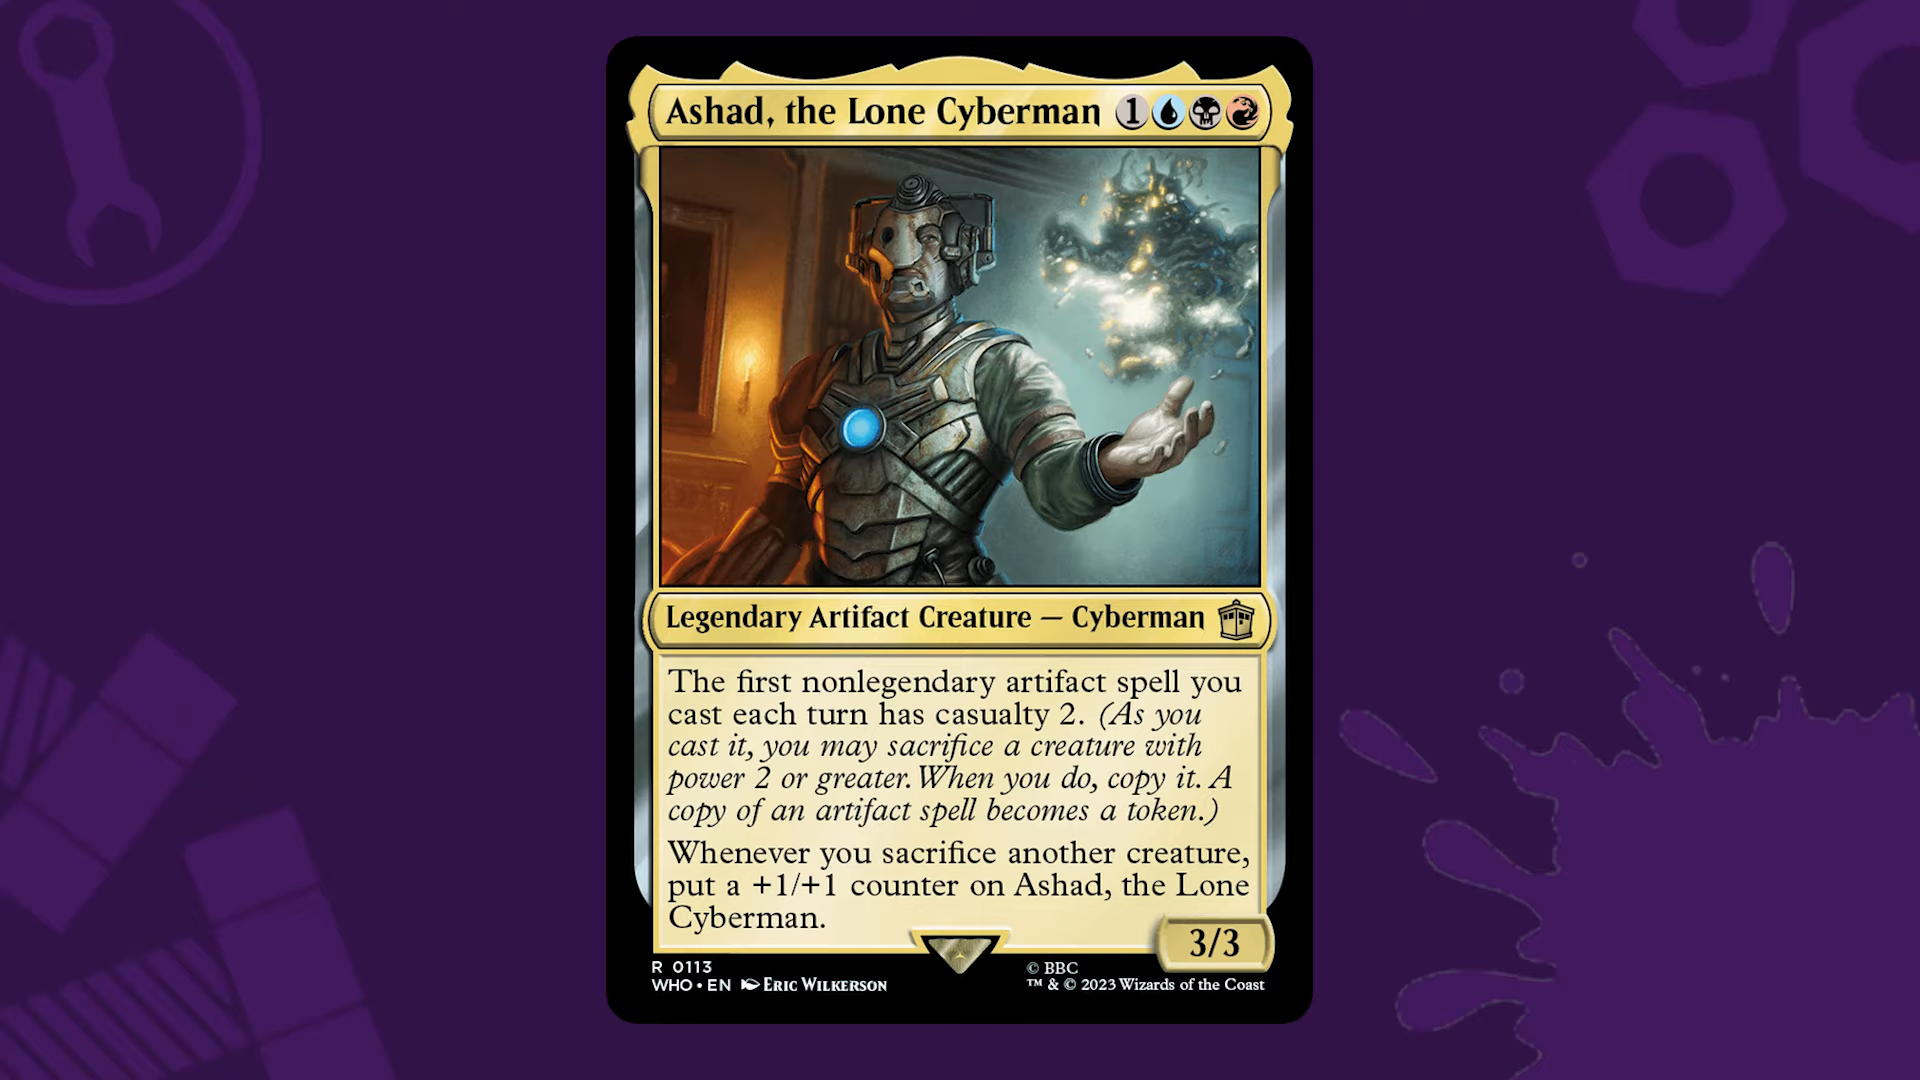 Ashad, the Lone Cyberman 1
Legendary Artifact Creature — Cyberman
The first nonlegendary artifact spell you
cast each turn has casualty 2. (As you
cast it, you may sacrifice a creature with
power 2 or greater. When you do, copy it. A
copy of an artifact spell becomes a token.)
Whenever you sacrifice another creature,
put a +1/+1 counter on Ashad, the Lone
Cyberman.
3/3
R 0113
WHO • EN Eric Wilkerson
© BBC
™ & © 2023 Wizards of the Coast